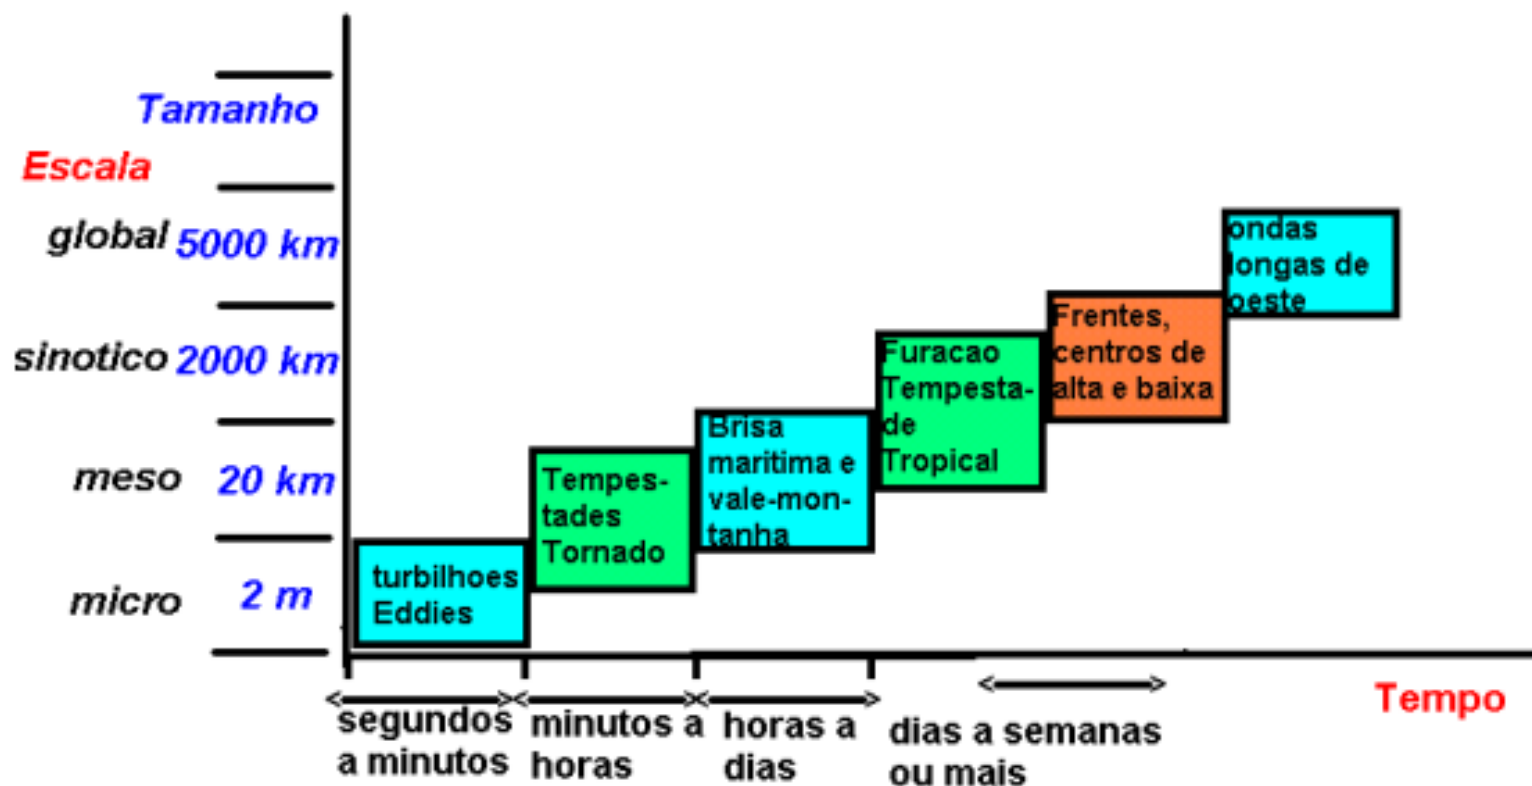 Tamanho
Escala
global 5000 km
sinotico 2000 km
meso 20 km
micro 2 m
turbilhoes
Eddies
Tempes-
tades
Tornado
Brisa
maritima e
vale-mon-
tanha
Furacao
Tempesta-
de
Tropical
Frentes,
centros de
alta e baixa
ondas
longas de
oeste
segundos
a minutos
minutos a
horas
horas a
dias
dias a semanas
ou mais
Tempo